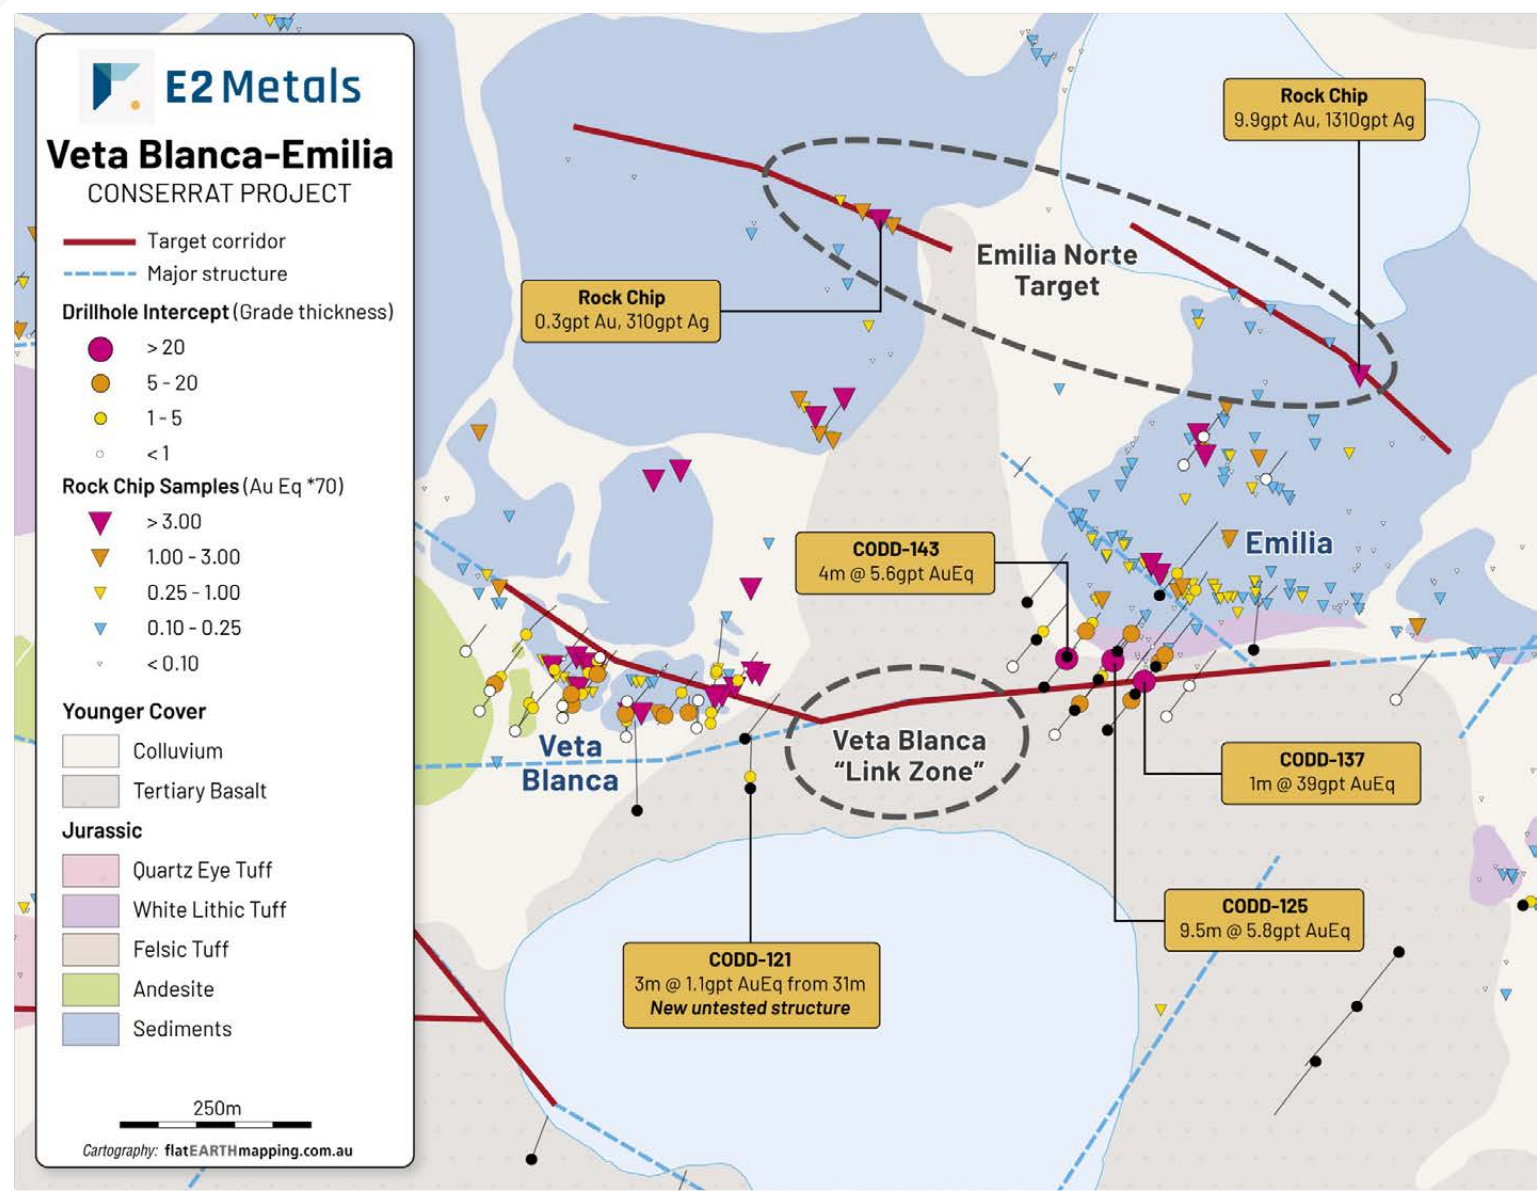 E2 Metals
Veta Blanca-Emilia
CONSERRAT PROJECT
Target corridor
Major structure
Drillhole Intercept (Grade thickness)
> 20
5 - 20
1 - 5
< 1
Rock Chip Samples (Au Eq *70)
> 3.00
1.00 - 3.00
0.25 - 1.00
0.10 - 0.25
< 0.10
Younger Cover
Colluvium
Tertiary Basalt
Jurassic
Quartz Eye Tuff
White Lithic Tuff
Felsic Tuff
Andesite
Sediments
250m
Cartography: flatEARTHmapping.com.au
Rock Chip
9.9gpt Au, 1310gpt Ag
Emilia Norte
Target
Rock Chip
0.3gpt Au, 310gpt Ag
CODD-143
4m @ 5.6gpt AuEq
Emilia
Veta
Blanca
Veta Blanca
“Link Zone”
CODD-137
1m @ 39gpt AuEq
CODD-125
9.5m @ 5.8gpt AuEq
CODD-121
3m @ 1.1gpt AuEq from 31m
New untested structure